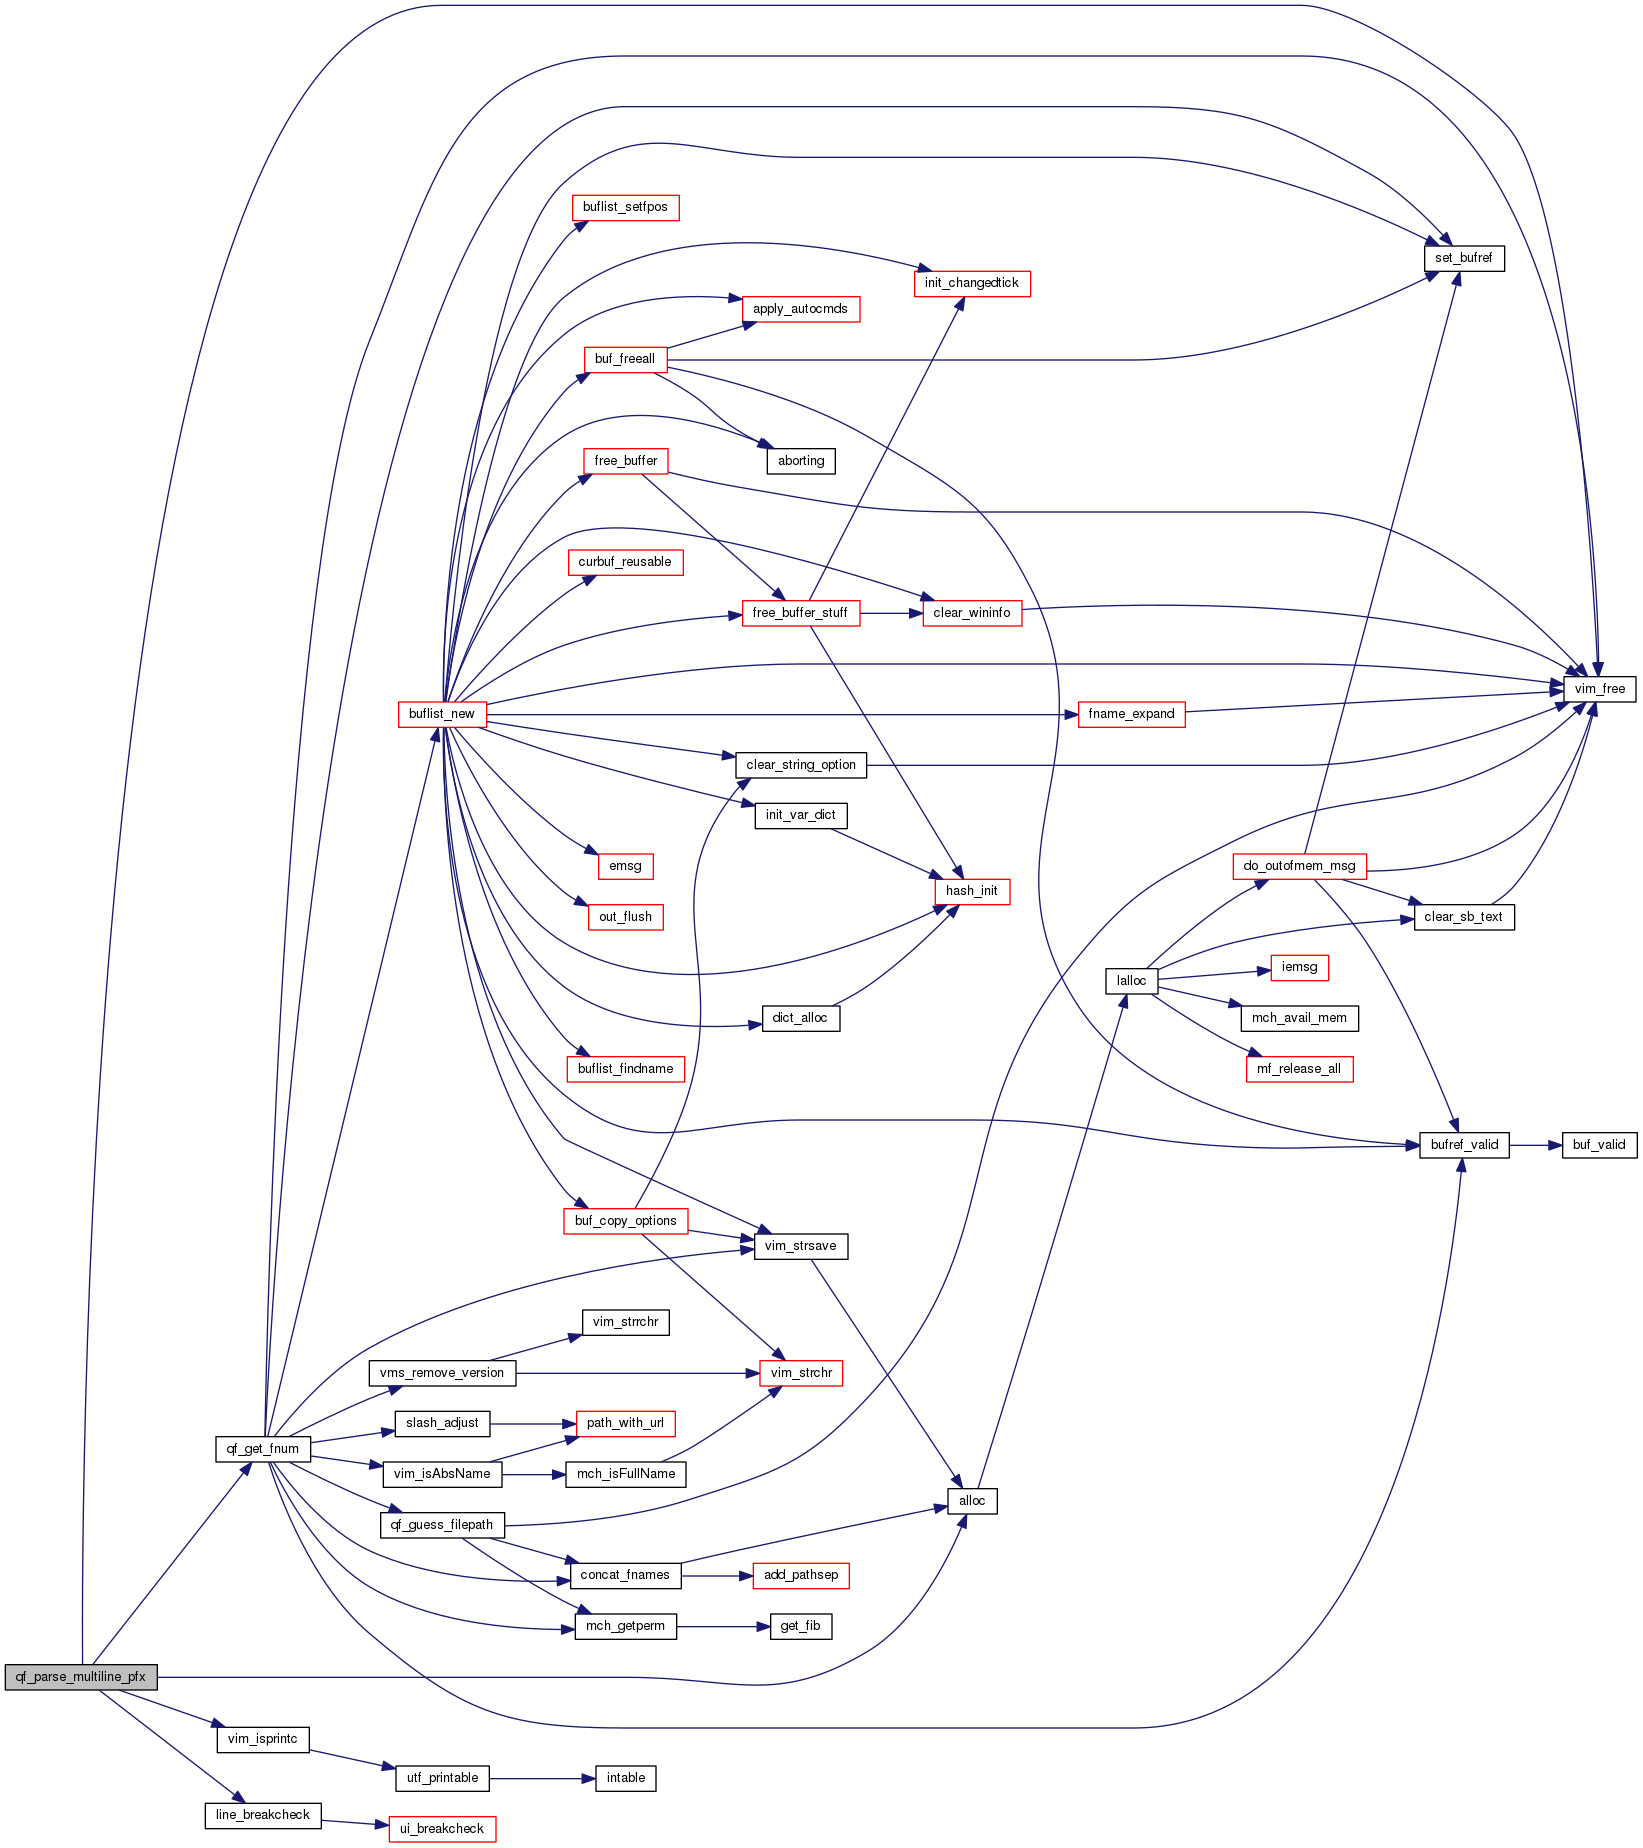 buflist_setfpos
set_bufref
init_changedtick
apply_autocmds
buf_freeall
free_buffer
aborting
curbuf_reusable
free_buffer_stuff
clear_wininfo
vim_free
buflist_new
fname_expand
clear_string_option
init_var_dict
emsg
do_outofmem_msg
hash_init
out_flush
clear_sb_text
iemsg
lalloc
dict_alloc
mch_avail_mem
buflist_findname
mf_release_all
bufref_valid
buf_valid
buf_copy_options
vim_strsave
vim_strrchr
vms_remove_version
vim_strchr
slash_adjust
path_with_url
qf_get_fnum
vim_isAbsName
mch_isFullName
alloc
qf_guess_filepath
concat_fnames
add_pathsep
mch_getperm
get_fib
qf_parse_multiline_pfx
vim_isprintc
utf_printable
intable
line_breakcheck
ui_breakcheck